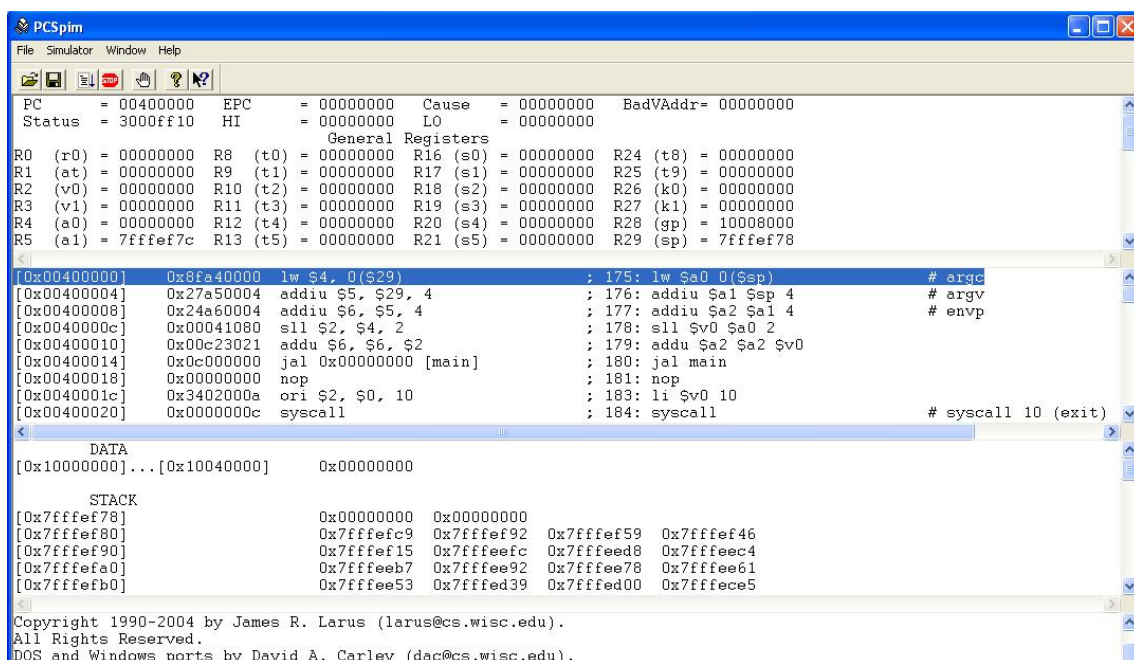 PCSpim
File Simulator Window Help
STOP
PC = 00400000 EPC = 00000000 Cause = 00000000 BadVAddr= 00000000
Status = 3000ff10 HI = 00000000 LO = 00000000
General Registers
R0 (r0) = 00000000 R8 (t0) = 00000000 R16 (s0) = 00000000 R24 (t8) = 00000000
R1 (at) = 00000000 R9 (t1) = 00000000 R17 (s1) = 00000000 R25 (t9) = 00000000
R2 (v0) = 00000000 R10 (t2) = 00000000 R18 (s2) = 00000000 R26 (k0) = 00000000
R3 (v1) = 00000000 R11 (t3) = 00000000 R19 (s3) = 00000000 R27 (k1) = 00000000
R4 (a0) = 00000000 R12 (t4) = 00000000 R20 (s4) = 00000000 R28 (gp) = 10008000
R5 (a1) = 7fffef7c R13 (t5) = 00000000 R21 (s5) = 00000000 R29 (sp) = 7fffef78
[0x00400000] 0x8fa40000 lw $4, 0($29) ; 175: lw $a0 0($sp) # argc
[0x00400004] 0x27a50004 addiu $5, $29, 4 ; 176: addiu $a1 $sp 4 # argv
[0x00400008] 0x24a60004 addiu $6, $5, 4 ; 177: addiu $a2 $a1 4 # envp
[0x0040000c] 0x00041080 sll $2, $4, 2 ; 178: sll $v0 $a0 2
[0x00400010] 0x00c23021 addu $6, $6, $2 ; 179: addu $a2 $a2 $v0
[0x00400014] 0x0c000000 jal 0x00000000 [main] ; 180: jal main
[0x00400018] 0x00000000 nop ; 181: nop
[0x0040001c] 0x3402000a ori $2, $0, 10 ; 183: li $v0 10
[0x00400020] 0x0000000c syscall ; 184: syscall # syscall 10 (exit)
DATA
[0x10000000]...[0x10040000] 0x00000000
STACK
[0x7fffef78] 0x00000000 0x00000000
[0x7fffef80] 0x7fffefc9 0x7fffef92 0x7fffef59 0x7fffef46
[0x7fffef90] 0x7fffef15 0x7fffeefc 0x7fffeed8 0x7fffeec4
[0x7fffefa0] 0x7fffeeb7 0x7fffee92 0x7fffee78 0x7fffee61
[0x7fffefb0] 0x7fffee53 0x7fffed39 0x7fffed00 0x7fffece5
Copyright 1990-2004 by James R. Larus (larus@cs.wisc.edu).
All Rights Reserved.
DOS and Windows ports by David A. Carley (dac@cs.wisc.edu).